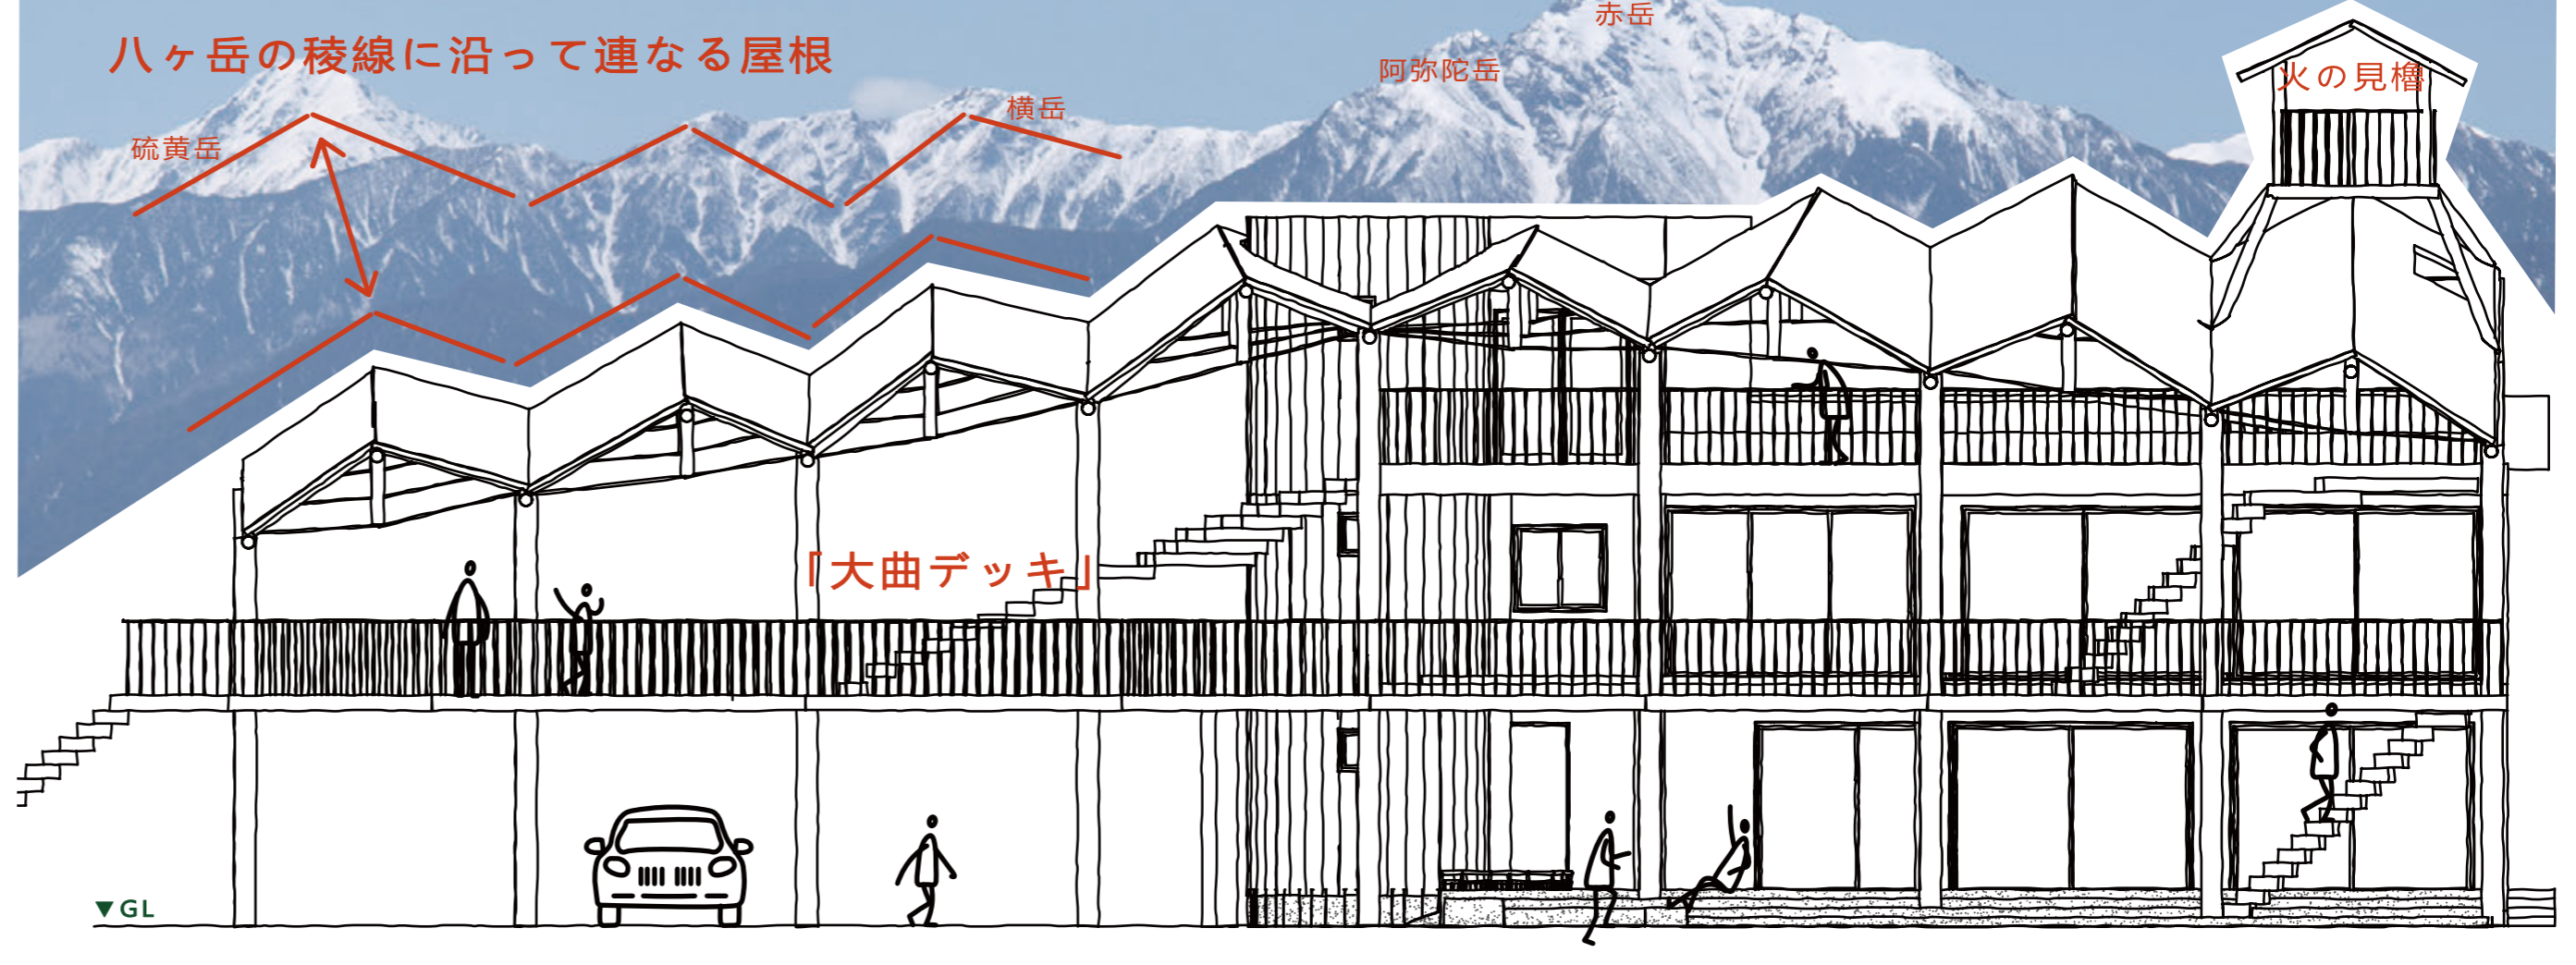 赤岳
八ヶ岳の稜線に沿って連なる屋根
阿弥陀岳
火の見櫓
横岳
硫黄岳
「大曲デッキ」
▼GL